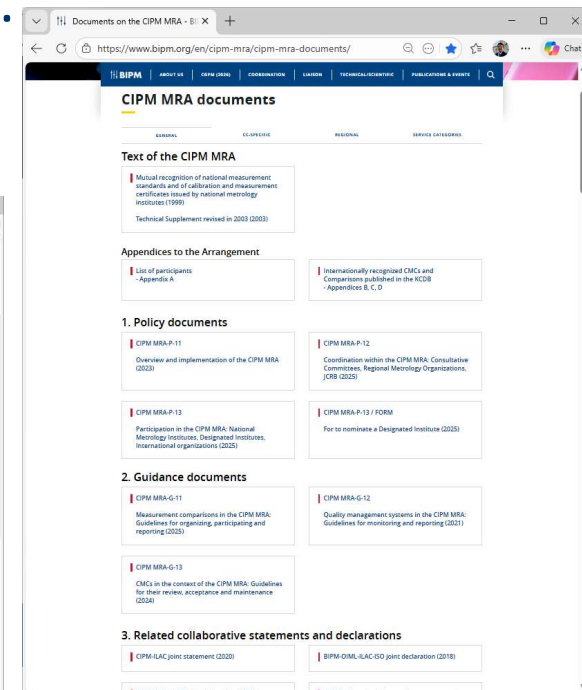 Documents on the CIPM MRA - BI
https://www.bipm.org/en/cipm-mra/cipm-mra-documents/
Chat
BIPM ABOUT US CGPM (2026) COORDINATION LIAISON TECHNICAL/SCIENTIFIC PUBLICATIONS & EVENTS
CIPM MRA documents
GENERAL CC-SPECIFIC REGIONAL SERVICE CATEGORIES
Text of the CIPM MRA
Mutual recognition of national measurement
standards and of calibration and measurement
certificates issued by national metrology
institutes (1999)
Technical Supplement revised in 2003 (2003)
Appendices to the Arrangement
List of participants
- Appendix A
Internationally recognized CMCs and
Comparisons published in the KCDB
- Appendices B, C, D
1. Policy documents
CIPM MRA-P-11
Overview and implementation of the CIPM MRA
(2023)
CIPM MRA-P-12
Coordination within the CIPM MRA: Consultative
Committees, Regional Metrology Organizations,
JCRB (2025)
CIPM MRA-P-13
Participation in the CIPM MRA: National
Metrology Institutes, Designated Institutes,
International organizations (2025)
CIPM MRA-P-13 / FORM
For to nominate a Designated Institute (2025)
2. Guidance documents
CIPM MRA-G-11
Measurement comparisons in the CIPM MRA:
Guidelines for organizing, participating and
reporting (2025)
CIPM MRA-G-12
Quality management systems in the CIPM MRA:
Guidelines for monitoring and reporting (2021)
CIPM MRA-G-13
CMCs in the context of the CIPM MRA: Guidelines
for their review, acceptance and maintenance
(2024)
3. Related collaborative statements and declarations
CIPM-ILAC joint statement (2020)
BIPM-OIML-ILAC-ISO joint declaration (2018)